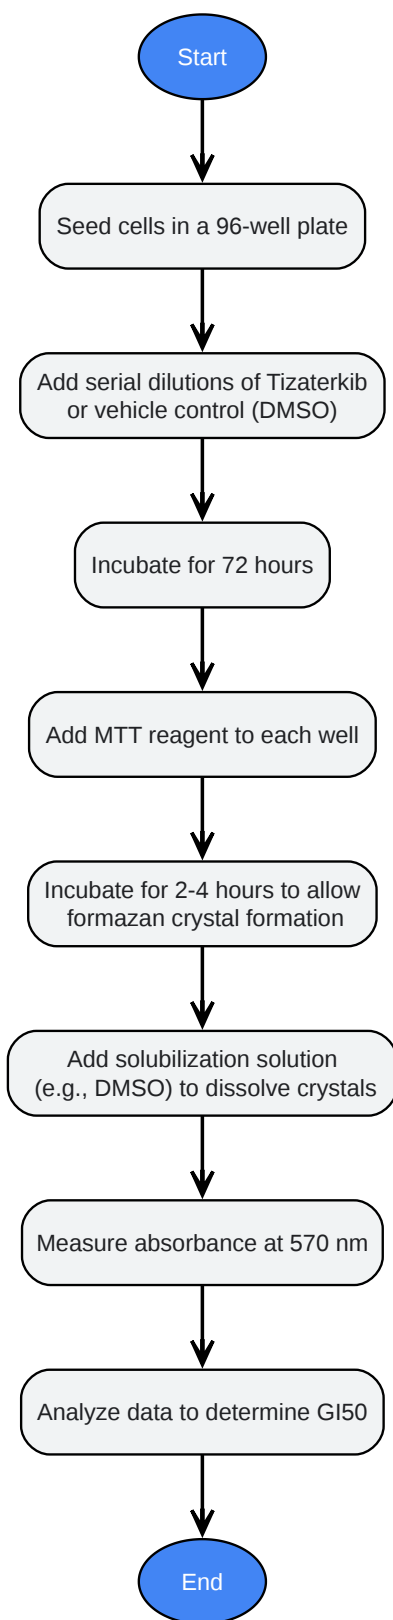 Start
Seed cells in a 96-well plate
Add serial dilutions of Tizaterkib
or vehicle control (DMSO)
Incubate for 72 hours
Add MTT reagent to each well
Incubate for 2-4 hours to allow
formazan crystal formation
Add solubilization solution
(e.g., DMSO) to dissolve crystals
Measure absorbance at 570 nm
Analyze data to determine GI50
End